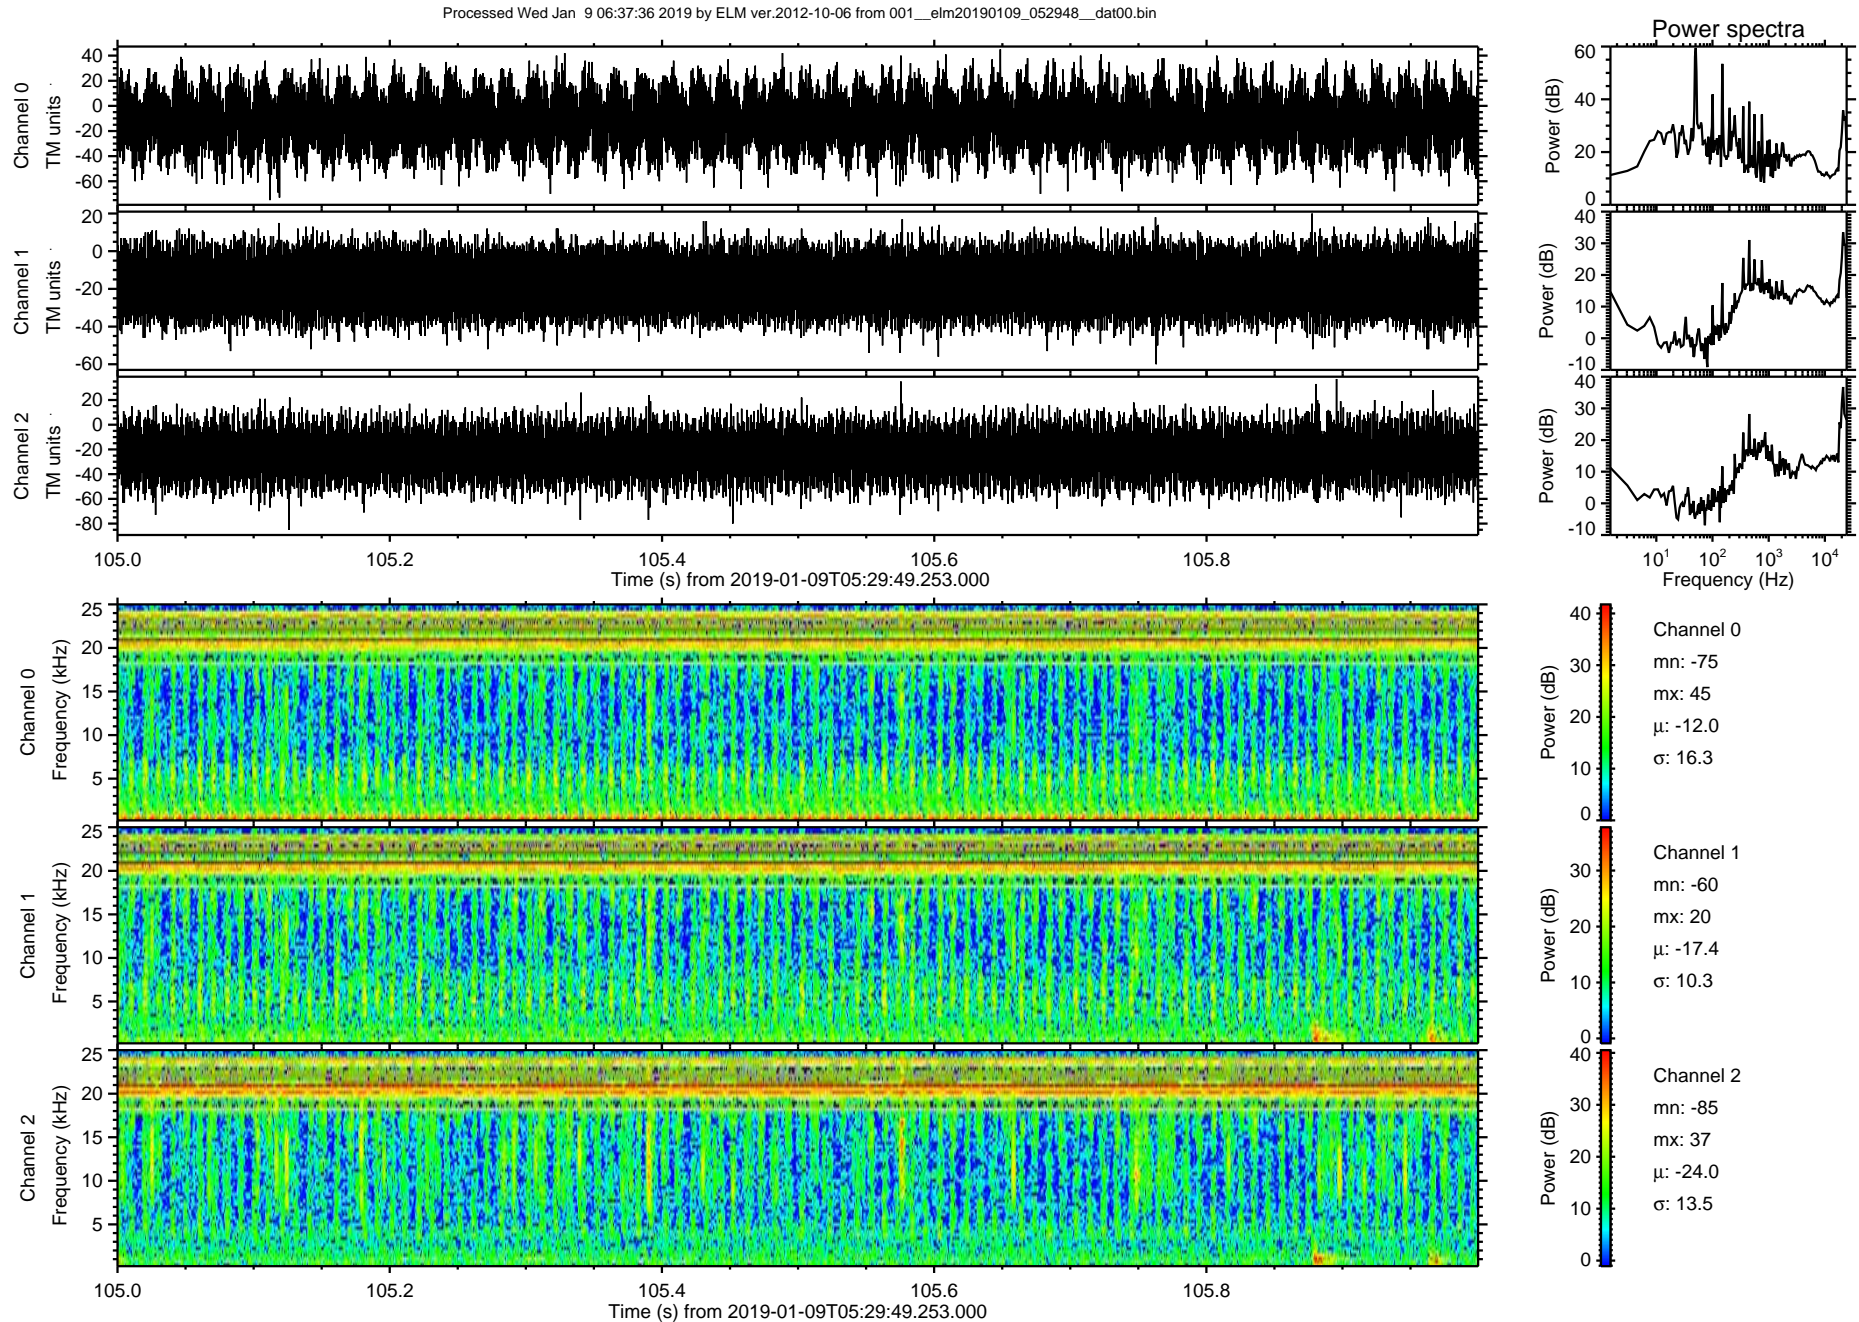 Processed Wed Jan  9 06:37:36 2019 by ELM ver.2012-10-06 from 001__elm20190109_052948__dat00.bin
Power spectra
Channel 0
TM units
40
20
0
-20
-40
-60
Power (dB)
60
40
20
0
Channel 1
TM units
20
0
-20
-40
-60
Power (dB)
40
30
20
10
0
-10
Channel 2
TM units
20
0
-20
-40
-60
-80
Power (dB)
40
30
20
10
0
-10
105.0 105.2 105.4 105.6 105.8
Time (s) from 2019-01-09T05:29:49.253.000
10¹ 10² 10³ 10⁴
Frequency (Hz)
Channel 0
Frequency (kHz)
25
20
15
10
5
Power (dB)
40
30
20
10
0
Channel 0
mn: -75
mx: 45
μ: -12.0
σ: 16.3
Channel 1
Frequency (kHz)
25
20
15
10
5
Power (dB)
30
20
10
0
Channel 1
mn: -60
mx: 20
μ: -17.4
σ: 10.3
Channel 2
Frequency (kHz)
25
20
15
10
5
Power (dB)
40
30
20
10
0
Channel 2
mn: -85
mx: 37
μ: -24.0
σ: 13.5
105.0 105.2 105.4 105.6 105.8
Time (s) from 2019-01-09T05:29:49.253.000